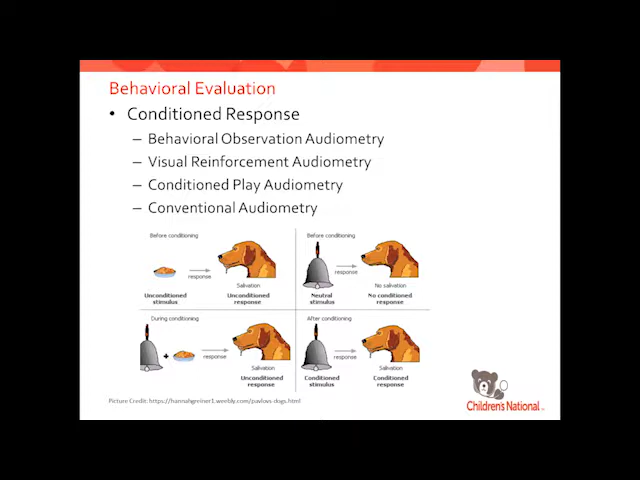 Behavioral Evaluation
• Conditioned Response
– Behavioral Observation Audiometry
– Visual Reinforcement Audiometry
– Conditioned Play Audiometry
– Conventional Audiometry
Before conditioning
response
Salivation
Unconditioned stimulus
Unconditioned response
Before conditioning
response
No salivation
Neutral stimulus
No conditioned response
During conditioning
+
response
Salivation
Unconditioned response
After conditioning
response
Salivation
Conditioned stimulus
Conditioned response
Picture Credit: https://hannahgreiner1.weebly.com/pavlovs-dogs.html
Children's National